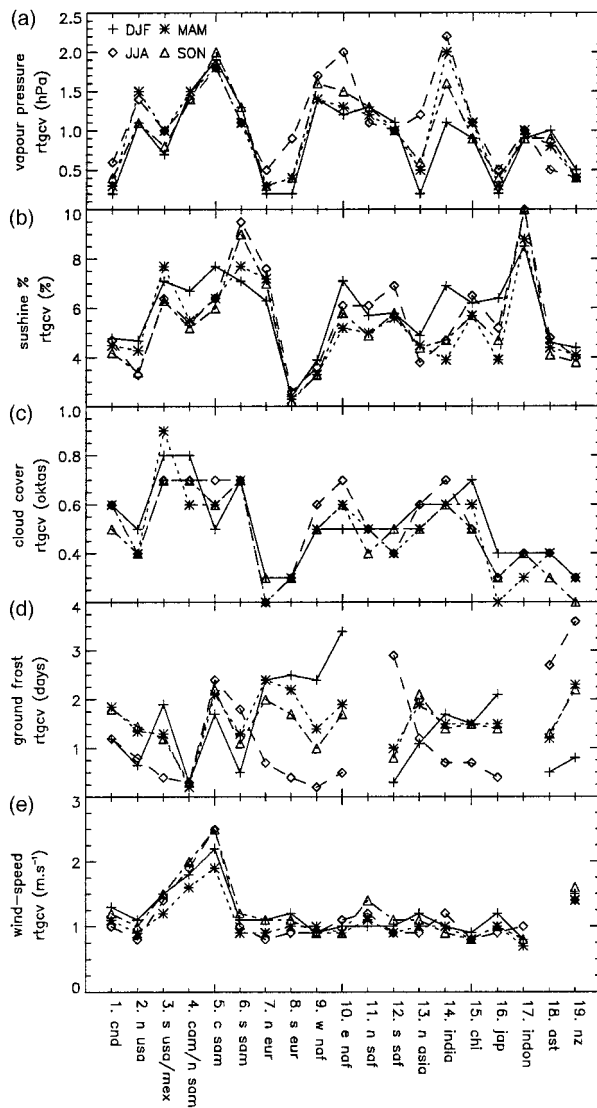 (a)
2.5
2.0
1.5
1.0
0.5
vapour pressure
rtgcv (hPa)
DJF
MAM
JJA
SON
(b)
10
8
6
4
sushine %
rtgcv (%)
(c)
1.0
0.8
0.6
0.4
cloud cover
rtgcv (oktas)
(d)
4
3
2
1
ground frost
rtgcv (days)
(e)
0
3
2
1
0
wind-speed
rtgcv (m.s⁻¹)
1. cnd
2. n usa
3. s usa/mex
4. cam/n sam
5. c sam
6. s sam
7. n eur
8. s eur
9. w naf
10. e naf
11. n saf
12. s saf
13. n asia
14. india
15. chi
16. jap
17. indon
18. ast
19. nz